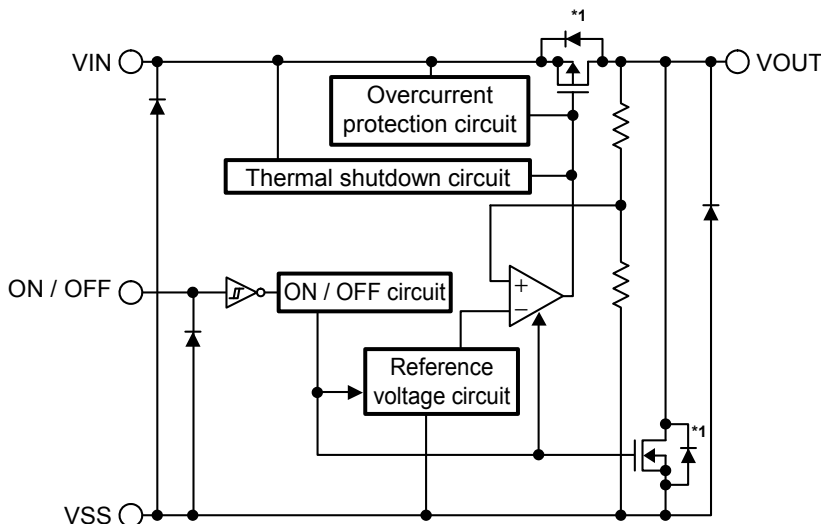 *1
VIN
VOUT
Overcurrent
protection circuit
Thermal shutdown circuit
ON / OFF
ON / OFF circuit
+
−
Reference
voltage circuit
*1
VSS